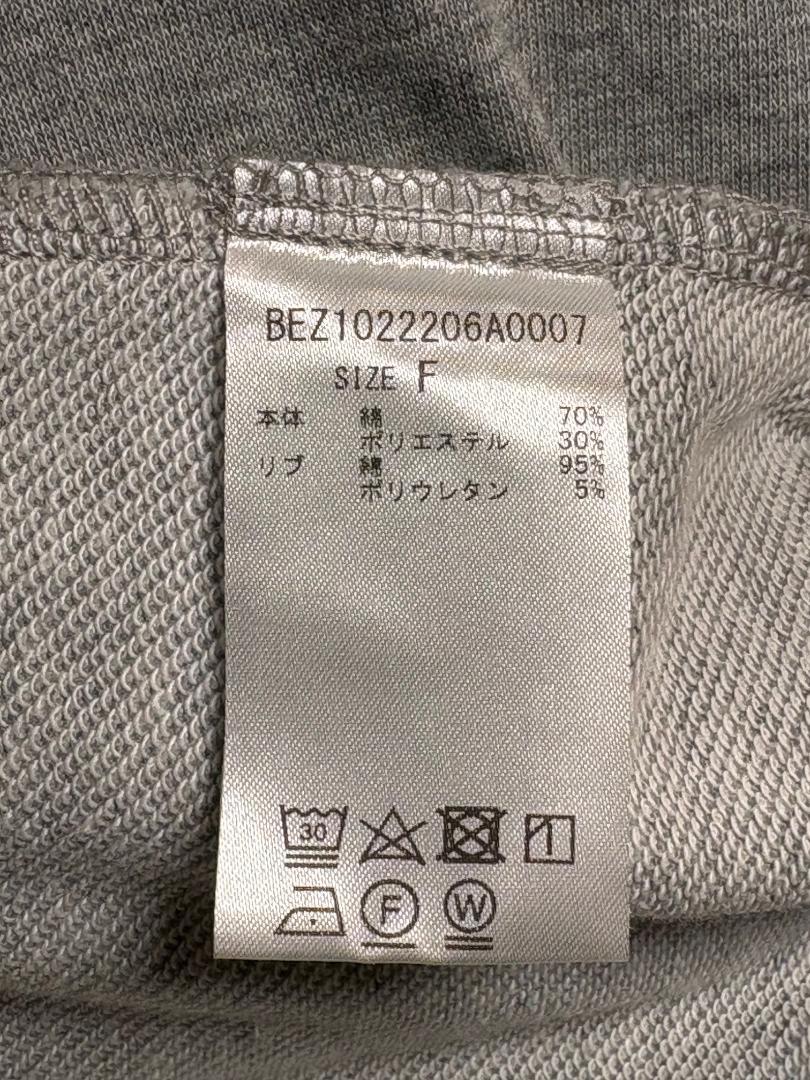 BEZ1022206A0007
SIZE F
本体 綿 70%
ポリエステル 30%
リブ 綿 95%
ポリウレタン 5%
30
F W